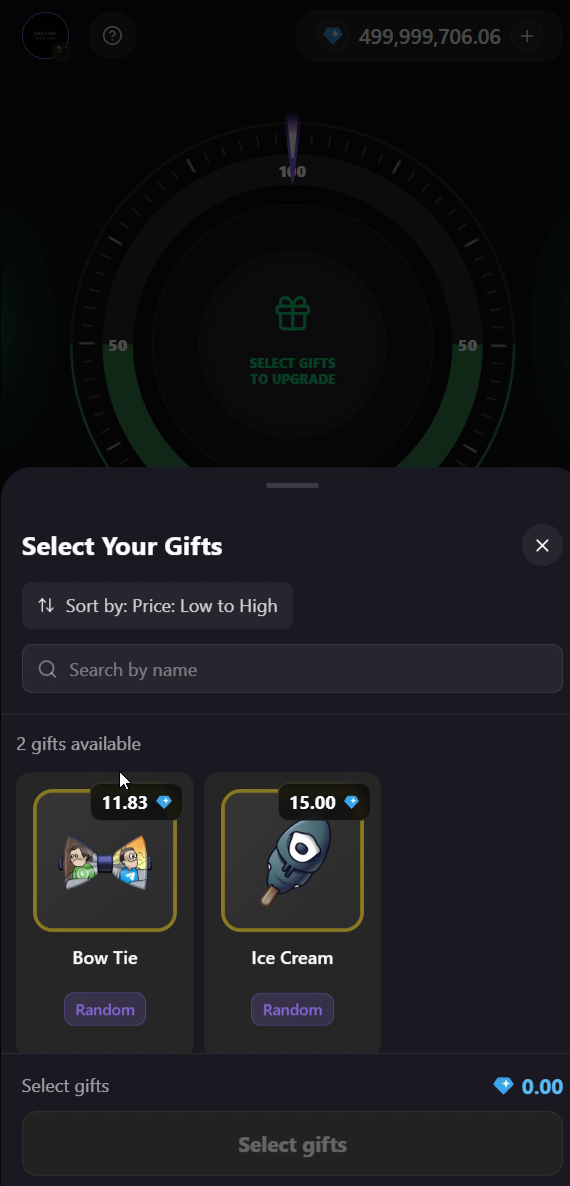 499,999,706.06
100
50
50
SELECT GIFTS
TO UPGRADE
Select Your Gifts
Sort by: Price: Low to High
Search by name
2 gifts available
11.83
15.00
Bow Tie
Ice Cream
Random
Random
Select gifts
0.00
Select gifts